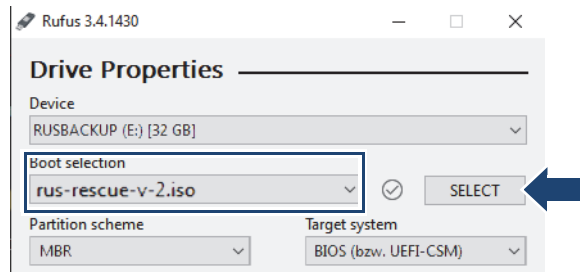 Rufus 3.4.1430
Drive Properties
Device
RUSBACKUP (E:) [32 GB]
Boot selection
rus-rescue-v-2.iso
SELECT
Partition scheme
Target system
MBR
BIOS (bzw. UEFI-CSM)